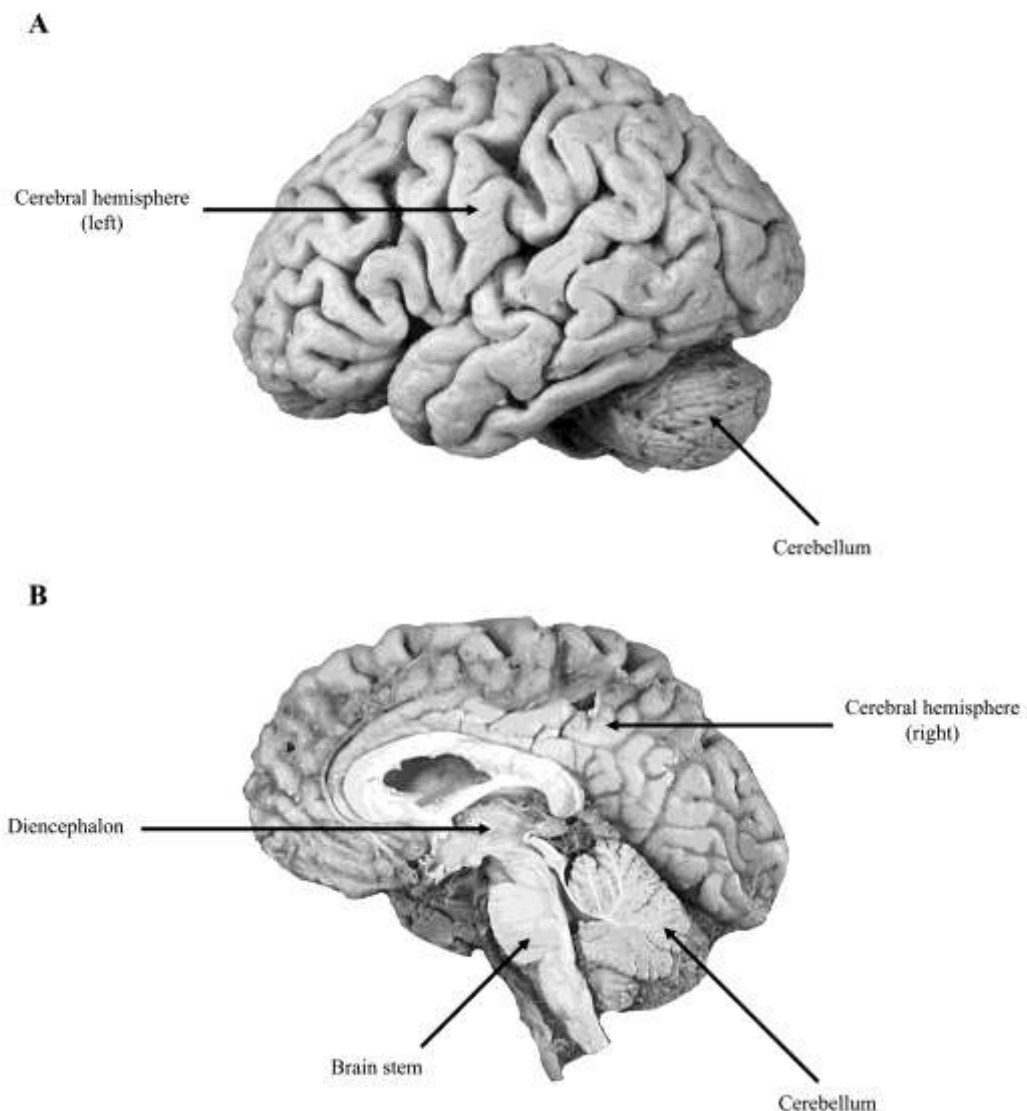 A
Cerebral hemisphere
(left)
Cerebellum
B
Cerebral hemisphere
(right)
Diencephalon
Brain stem
Cerebellum